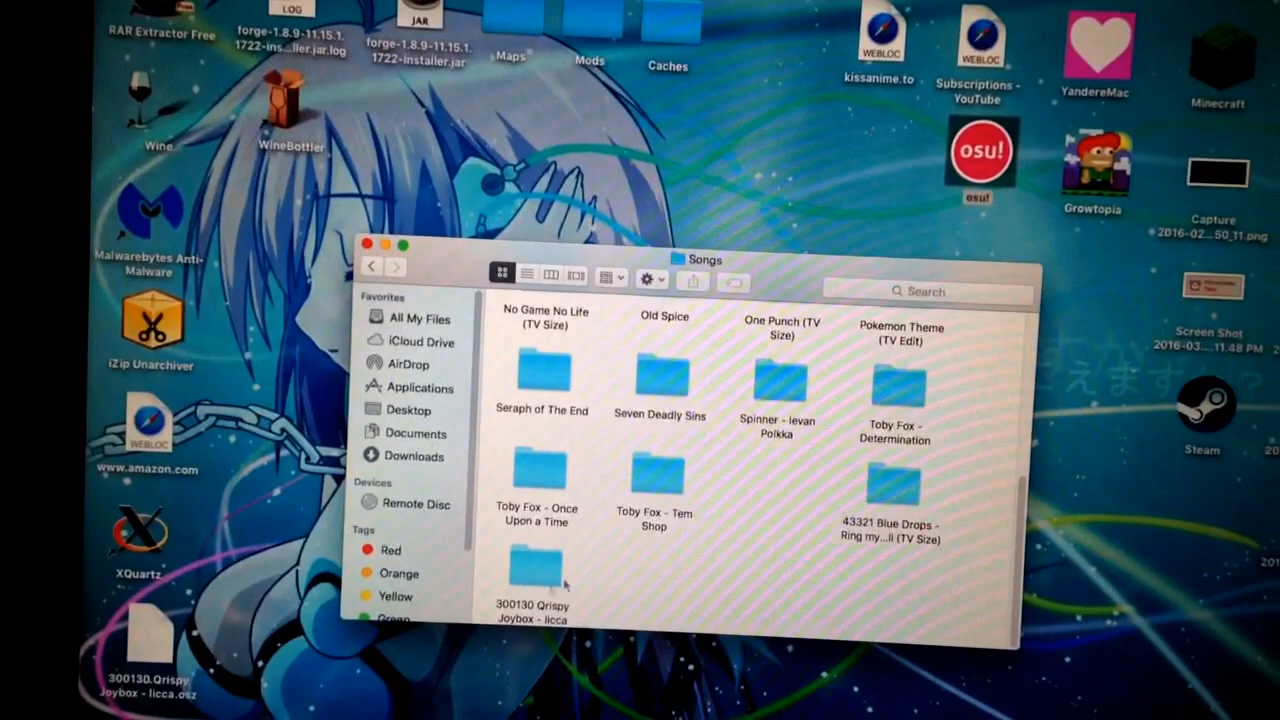 RAR Extractor Free
LOG
forge-1.8.9-11.15.1.
1722-ins...ller.jar.log
JAR
forge-1.8.9-11.15.1.
1722-installer.jar
Maps
Mods
Caches
WEBLOC
kissanime.to
WEBLOC
Subscriptions -
YouTube
YandereMac
Minecraft
Wine
WineBottler
osu!
osu!
Growtopia
Capture
2016-02...50_11.png
Malwarebytes Anti-
Malware
Screen Shot
2016-03....11.48 PM
iZip Unarchiver
Steam
WEBLOC
www.amazon.com
XQuartz
300130.Qrispy
Joybox - licca.osz
Songs
Search
Favorites
All My Files
iCloud Drive
AirDrop
Applications
Desktop
Documents
Downloads
Devices
Remote Disc
Tags
Red
Orange
Yellow
Green
No Game No Life
(TV Size)
Old Spice
One Punch (TV
Size)
Pokemon Theme
(TV Edit)
Seraph of The End
Seven Deadly Sins
Spinner - Ievan
Polkka
Toby Fox -
Determination
Toby Fox - Once
Upon a Time
Toby Fox - Tem
Shop
43321 Blue Drops -
Ring my...li (TV Size)
300130 Qrispy
Joybox - licca